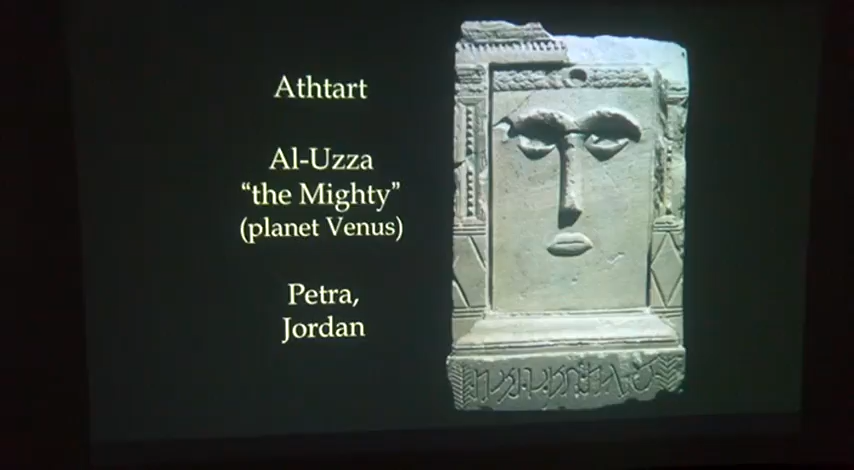 Athtart
Al-Uzza
“the Mighty”
(planet Venus)
Petra,
Jordan